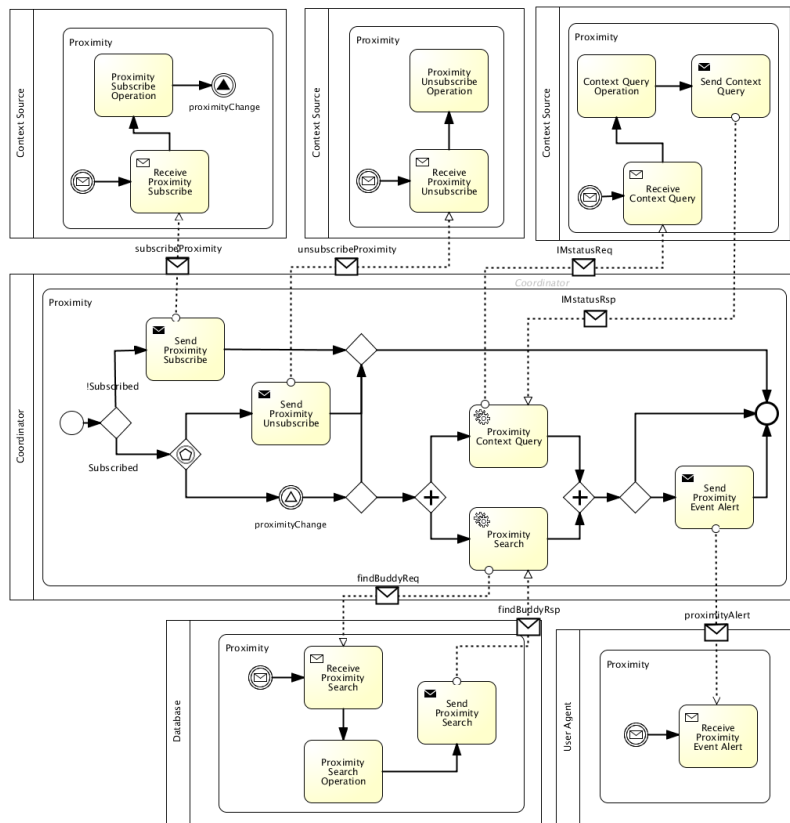 Context Source
Proximity
Proximity
Subscribe
Operation
proximityChange
Receive
Proximity
Subscribe
Context Source
Proximity
Proximity
Unsubscribe
Operation
Receive
Proximity
Unsubscribe
Context Source
Proximity
Context Query
Operation
Send Context
Query
Receive
Context Query
subscribeProximity
unsubscribeProximity
IMstatusReq
Coordinator
IMstatusRsp
Coordinator
Proximity
Send
Proximity
Subscribe
!Subscribed
Subscribed
Send
Proximity
Unsubscribe
proximityChange
Proximity
Context Query
Proximity
Search
Send
Proximity
Event Alert
findBuddyReq
findBuddyRsp
proximityAlert
Database
Proximity
Receive
Proximity
Search
Send
Proximity
Search
Proximity
Search
Operation
User Agent
Proximity
Receive
Proximity
Event Alert